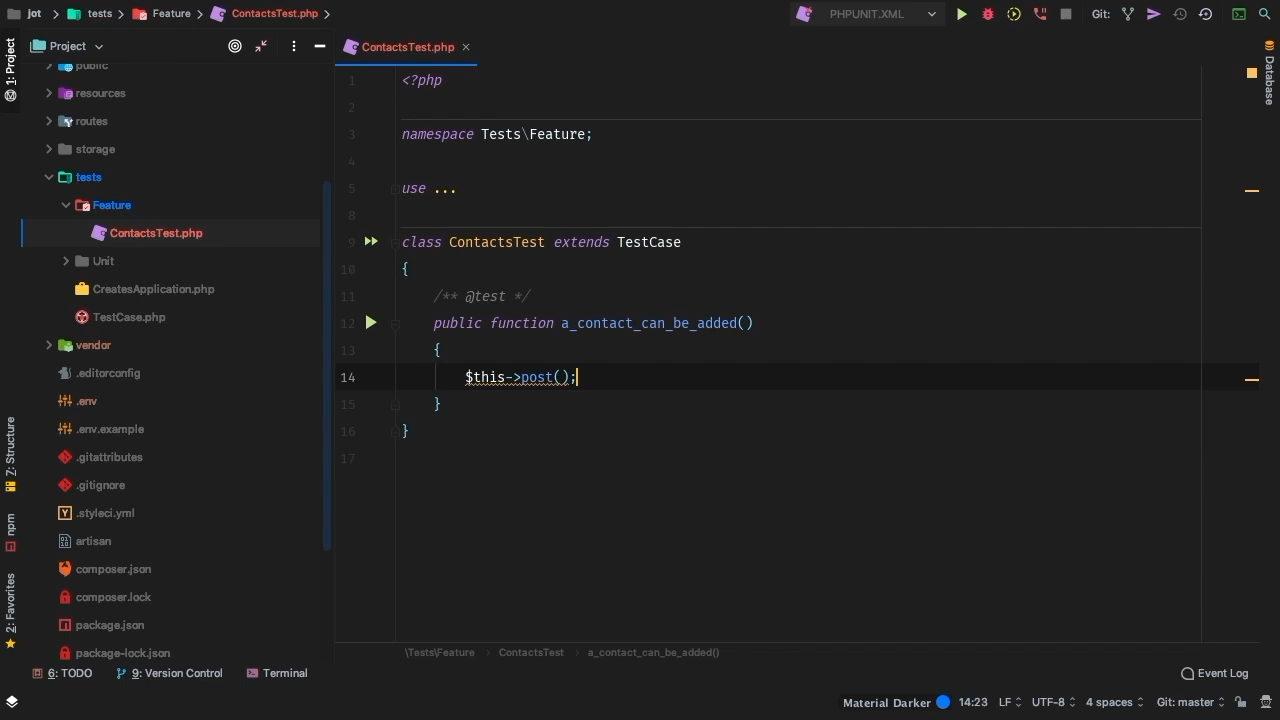 jot
tests
Feature
ContactsTest.php
PHPUNIT.XML
Git:
1: Project
Project
ContactsTest.php
Database
public
resources
routes
storage
tests
Feature
ContactsTest.php
Unit
CreatesApplication.php
TestCase.php
vendor
.editorconfig
.env
.env.example
.gitattributes
.gitignore
.styleci.yml
artisan
composer.json
composer.lock
package.json
package-lock.json
7: Structure
npm
2: Favorites
1 <?php
2
3 namespace Tests\Feature;
4
5 use ...
8
9 class ContactsTest extends TestCase
10 {
11 /** @test */
12 public function a_contact_can_be_added()
13 {
14 $this->post();
15 }
16 }
17
\Tests\Feature > ContactsTest > a_contact_can_be_added()
6: TODO
9: Version Control
Terminal
Event Log
Material Darker
14:23
LF
UTF-8
4 spaces
Git: master